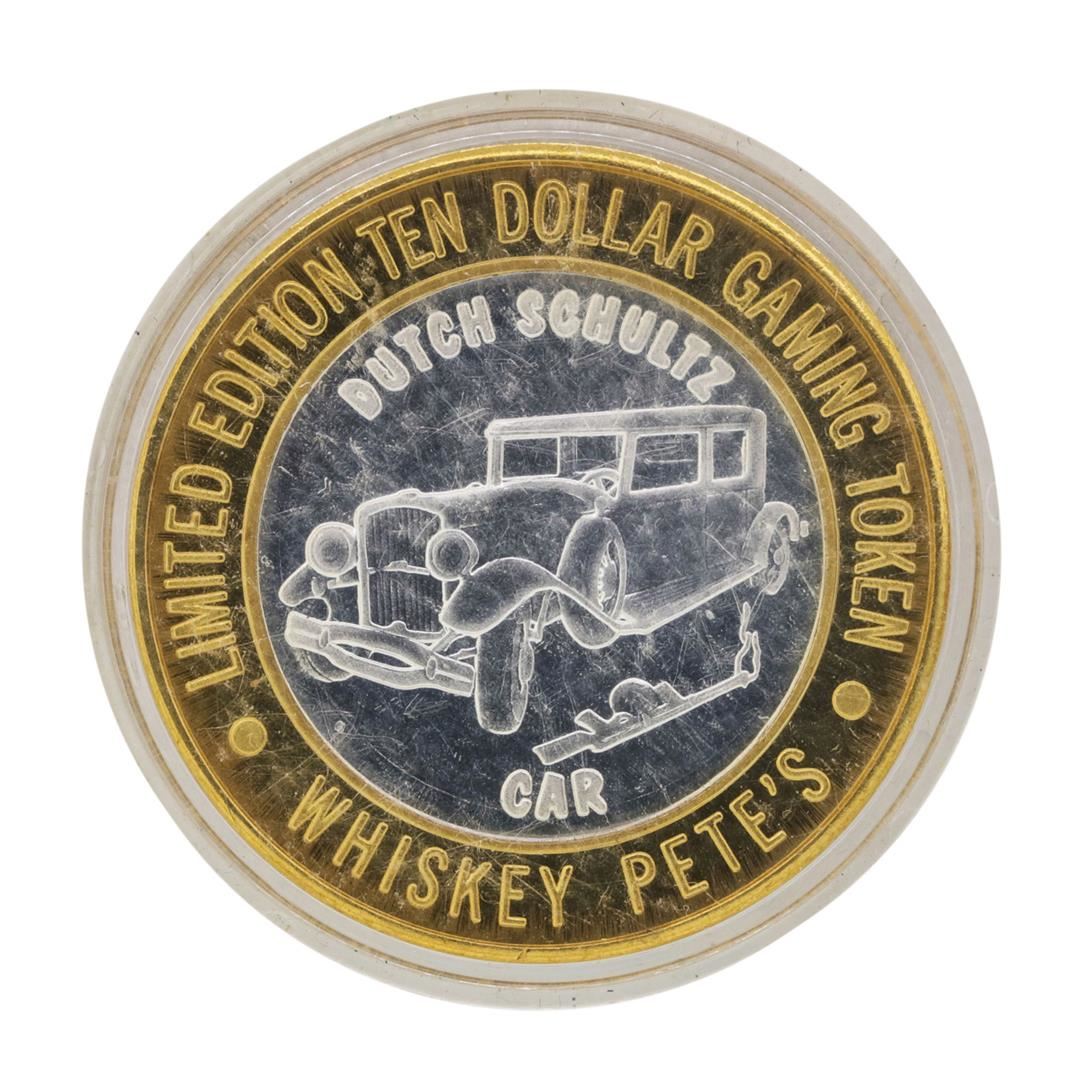 LIMITED EDITION TEN DOLLAR GAMING TOKEN
DUTCH SCHULTZ
CAR
WHISKEY PETE'S